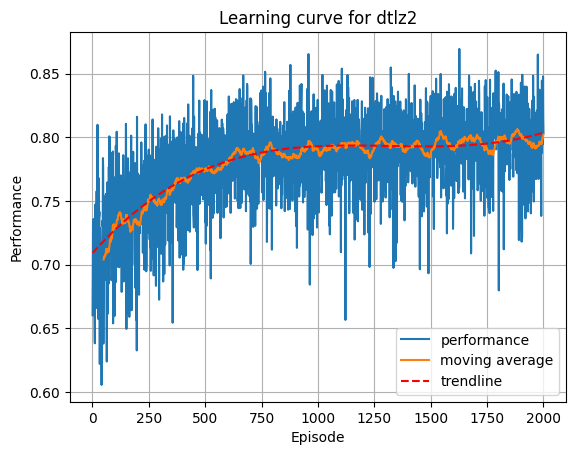 Learning curve for dtlz2
Performance
0.85
0.80
0.75
0.70
0.65
0.60
0
250
500
750
1000
1250
1500
1750
2000
Episode
performance
moving average
trendline